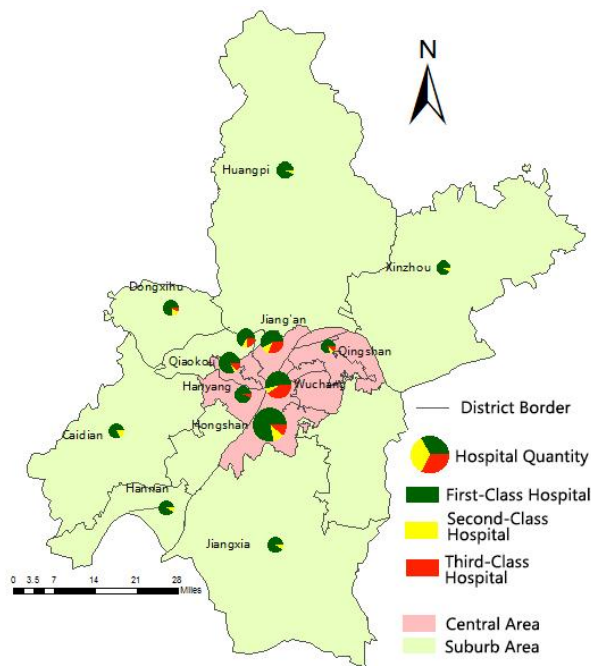 N
Huangpi
Xinzhou
Dongxihu
Jiang'an
Qingshan
Qiaokou
Wuchang
Hanyang
Hongshan
Caidian
Hannan
Jiangxia
District Border
Hospital Quantity
First-Class Hospital
Second-Class
Hospital
Third-Class
Hospital
Central Area
Suburb Area
0 3.5 7 14 21 28
Miles